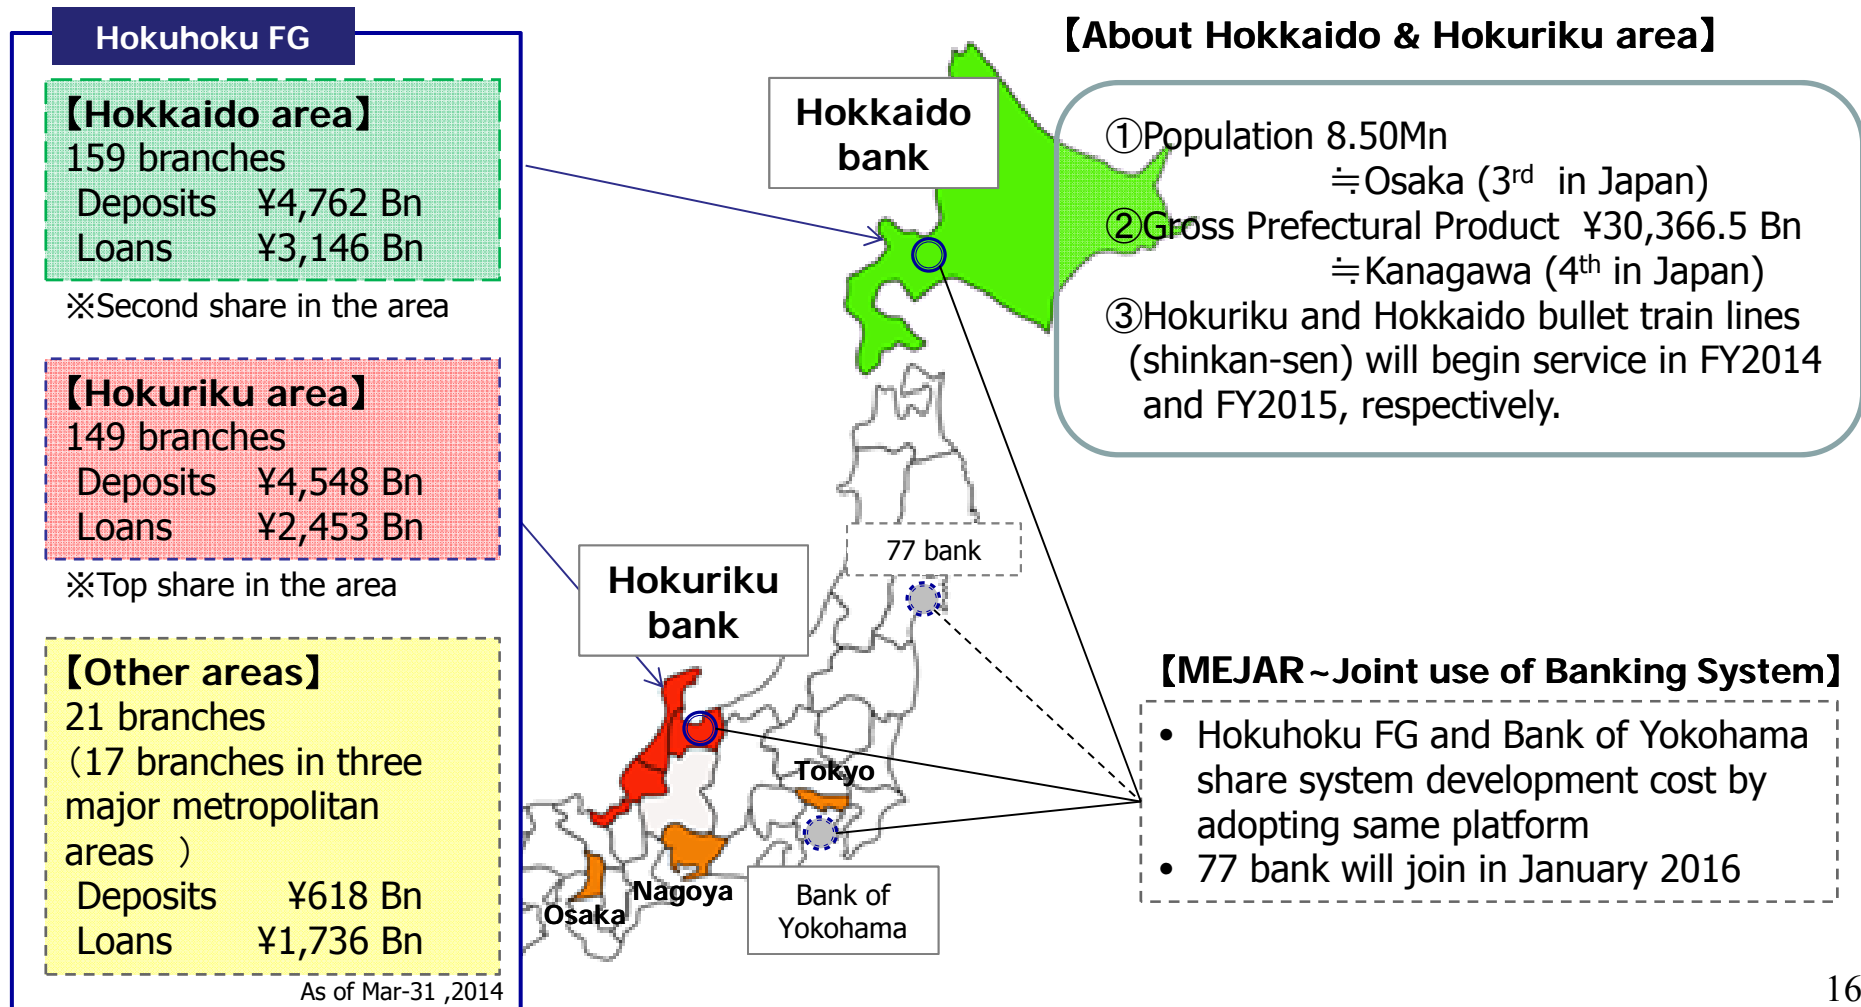 Hokuhoku FG
【Hokkaido area】
159 branches
Deposits ¥4,762 Bn
Loans ¥3,146 Bn
※Second share in the area
【Hokuriku area】
149 branches
Deposits ¥4,548 Bn
Loans ¥2,453 Bn
※Top share in the area
【Other areas】
21 branches
（17 branches in three
major metropolitan
areas ）
Deposits ¥618 Bn
Loans ¥1,736 Bn
As of Mar-31 ,2014
Hokkaido
bank
77 bank
Hokuriku
bank
Tokyo
Nagoya
Osaka
Bank of
Yokohama
【About Hokkaido & Hokuriku area】
①Population 8.50Mn
≒Osaka (3rd in Japan)
②Gross Prefectural Product ¥30,366.5 Bn
≒Kanagawa (4th in Japan)
③Hokuriku and Hokkaido bullet train lines
(shinkan-sen) will begin service in FY2014
and FY2015, respectively.
【MEJAR~Joint use of Banking System】
• Hokuhoku FG and Bank of Yokohama
share system development cost by
adopting same platform
• 77 bank will join in January 2016
16